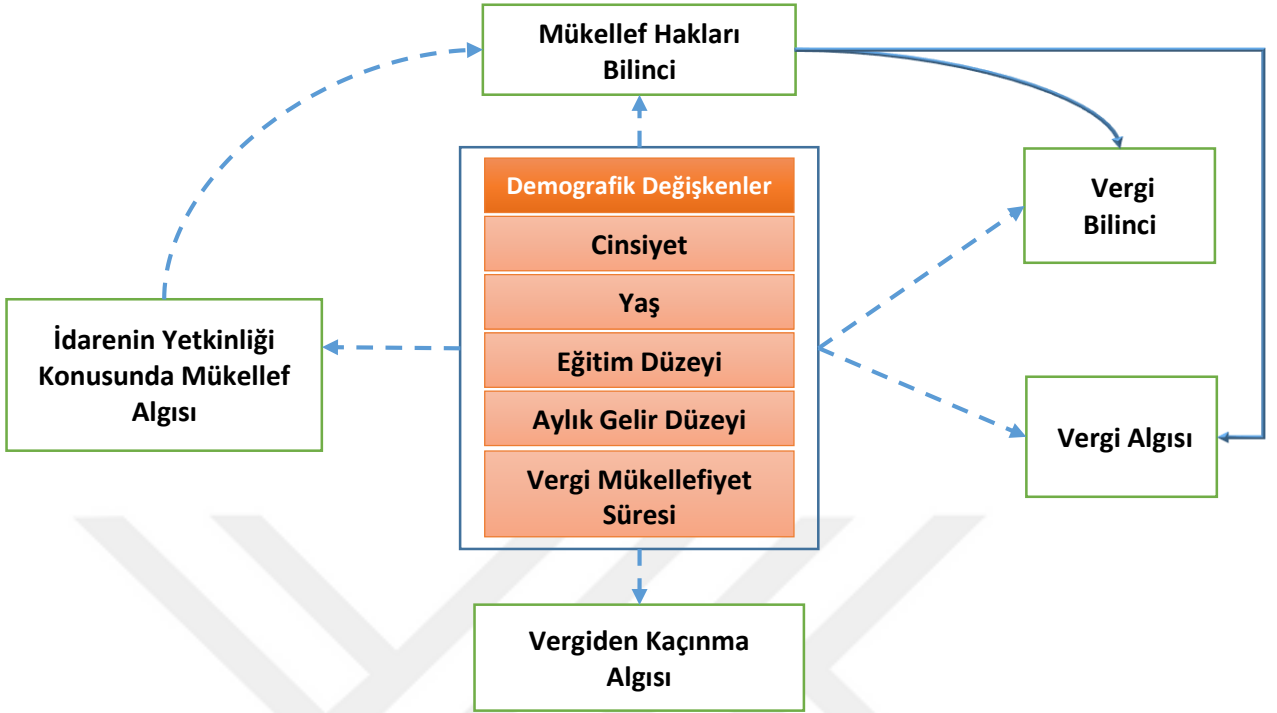 Mükellef Hakları
Bilinci
Demografik Değişkenler
Cinsiyet
Yaş
Eğitim Düzeyi
Aylık Gelir Düzeyi
Vergi Mükellefiyet
Süresi
İdarenin Yetkinliği
Konusunda Mükellef
Algısı
Vergi
Bilinci
Vergi Algısı
Vergiden Kaçınma
Algısı